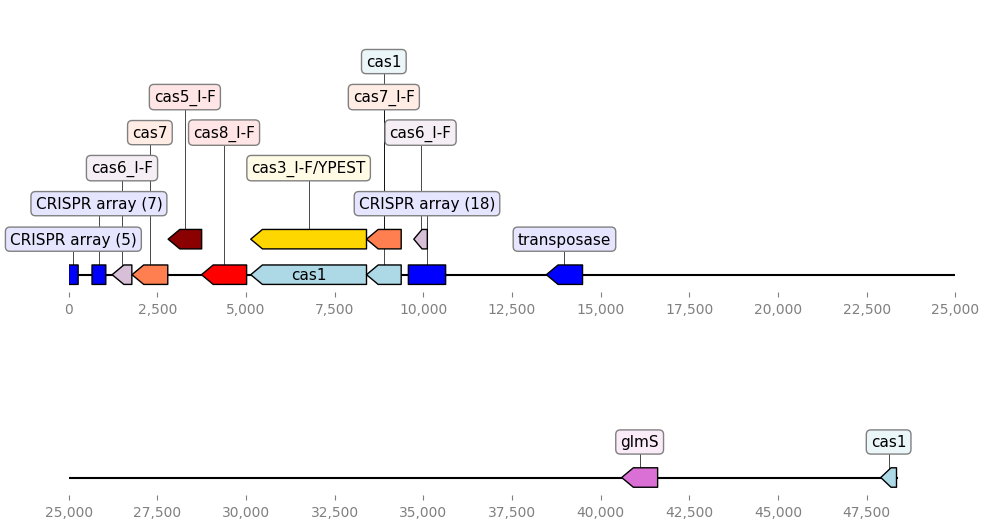 cas1
cas5_I-F
cas7_I-F
cas7
cas8_I-F
cas6_I-F
cas6_I-F
cas3_I-F/YPEST
CRISPR array (7)
CRISPR array (18)
CRISPR array (5)
transposase
cas1
0
2,500
5,000
7,500
10,000
12,500
15,000
17,500
20,000
22,500
25,000
glmS
cas1
25,000
27,500
30,000
32,500
35,000
37,500
40,000
42,500
45,000
47,500